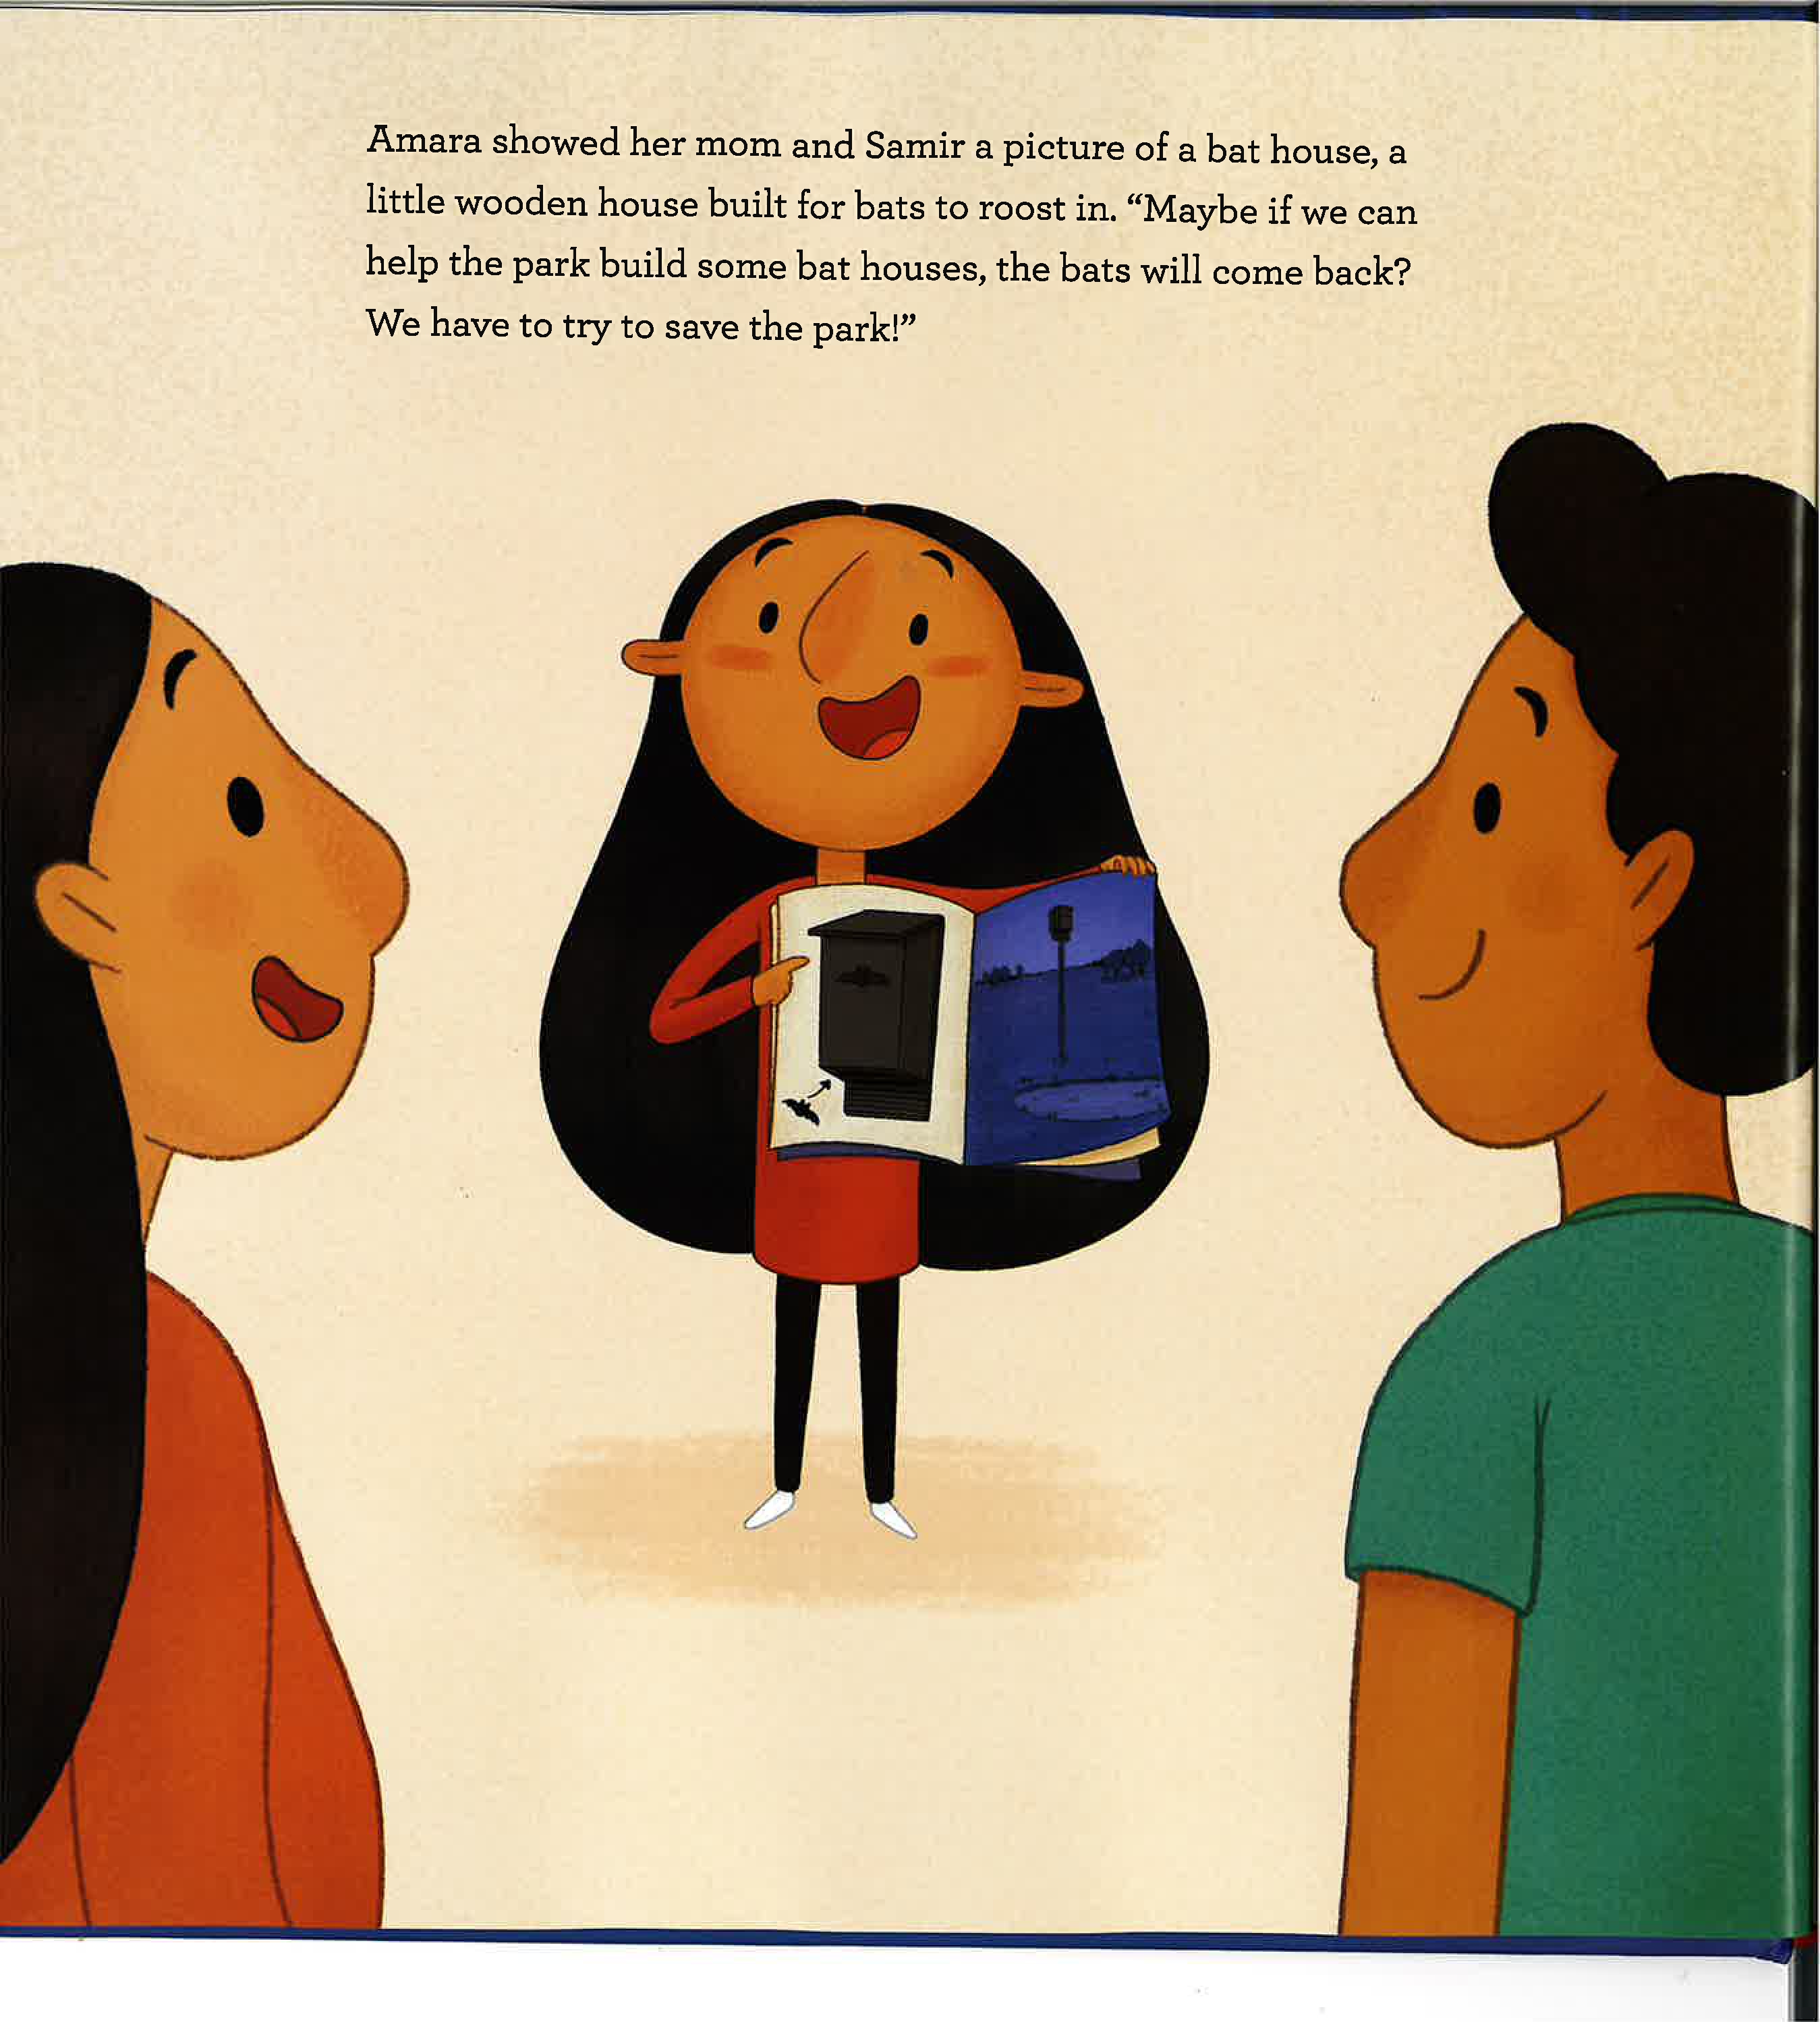 Amara showed her mom and Samir a picture of a bat house, a
little wooden house built for bats to roost in. “Maybe if we can
help the park build some bat houses, the bats will come back?
We have to try to save the park!”